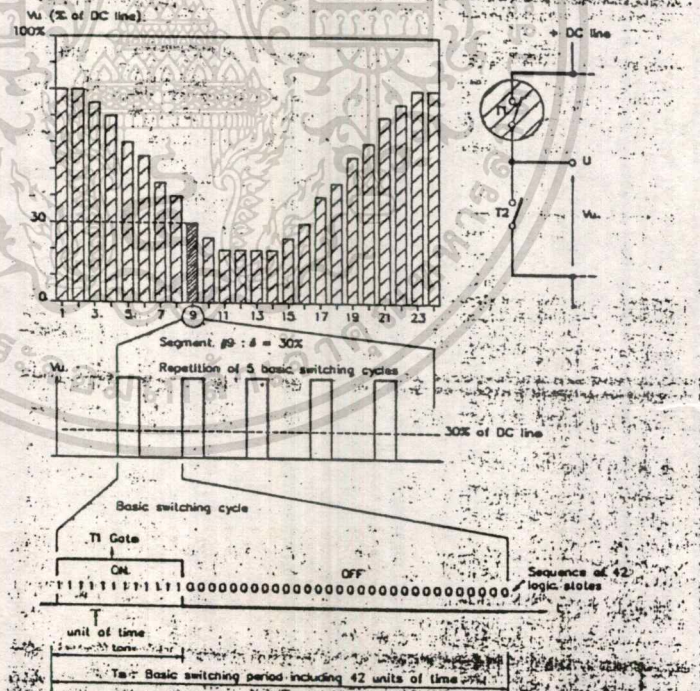 Vu (% of DC line)
100%
30
0
1 3 5 7 9 11 13 15 17 19 21 23
+ DC line
T1
U
T2
Vu
Segment #9 : δ = 30%
Vu
Repetition of 5 basic switching cycles
30% of DC line
Basic switching cycle
T1 Gate
ON
OFF
Sequence of 42
logic states
unit of time
Basic switching period including 42 units of time